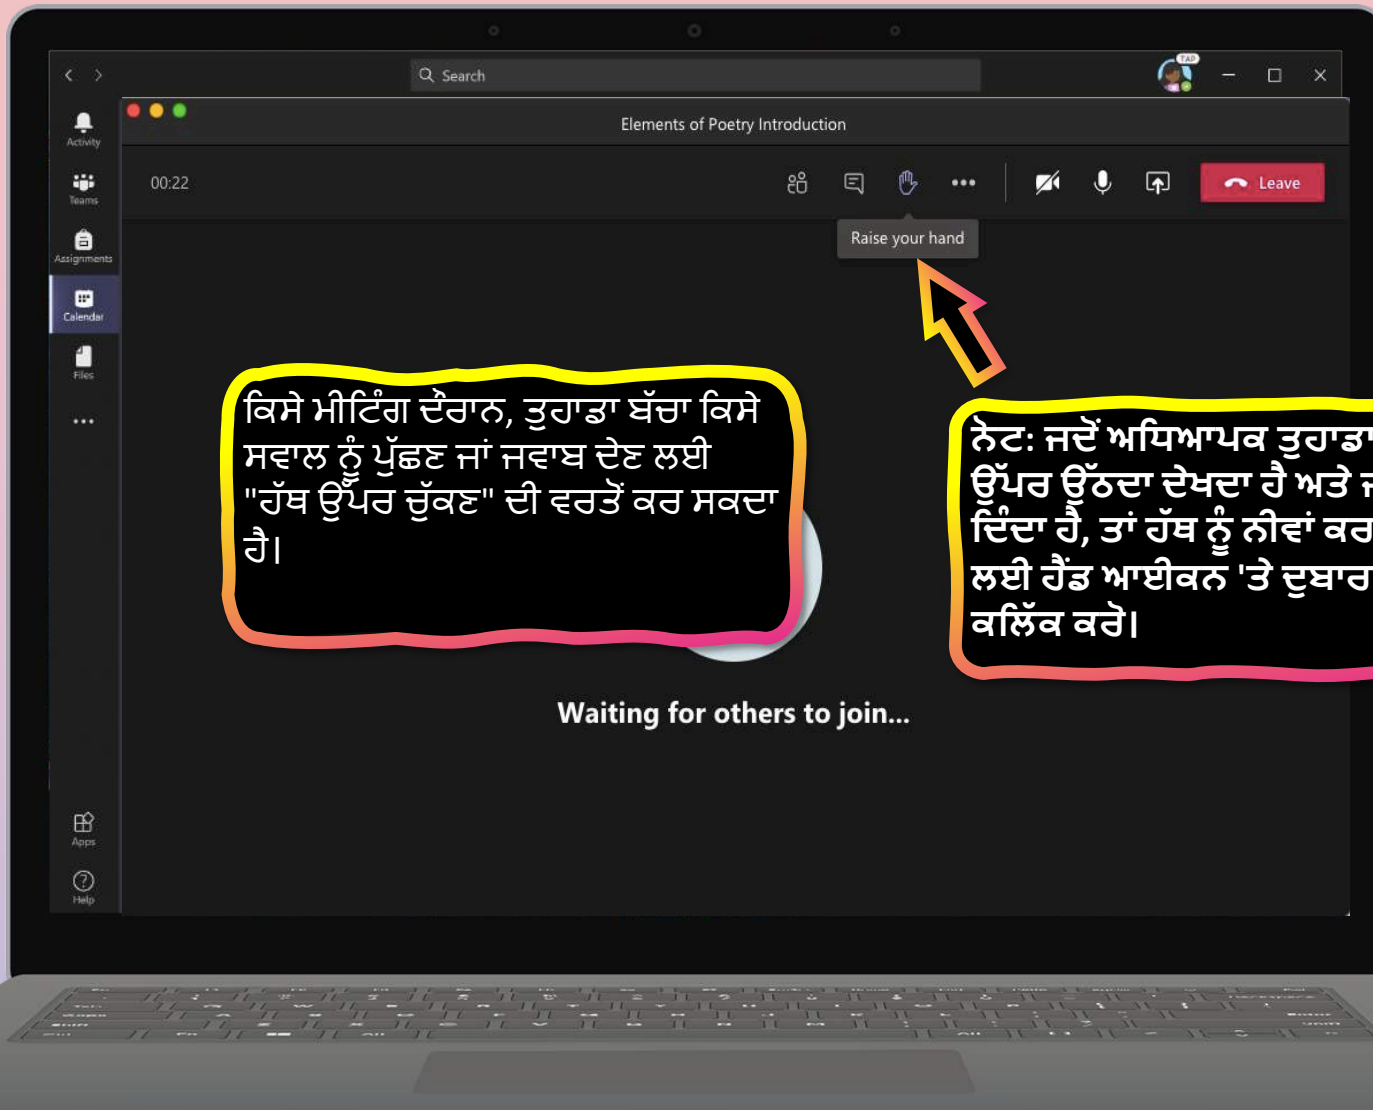 Search
TAP
Activity
Elements of Poetry Introduction
Teams
00:22
Leave
Raise your hand
Assignments
Calendar
Files
ਕਿਸੇ ਮੀਟਿੰਗ ਦੌਰਾਨ, ਤੁਹਾਡਾ ਬੱਚਾ ਕਿਸੇ
ਸਵਾਲ ਨੂੰ ਪੁੱਛਣ ਜਾਂ ਜਵਾਬ ਦੇਣ ਲਈ
"ਹੱਥ ਉੱਪਰ ਚੁੱਕਣ" ਦੀ ਵਰਤੋਂ ਕਰ ਸਕਦਾ
ਹੈ।
ਨੋਟ: ਜਦੋਂ ਅਧਿਆਪਕ ਤੁਹਾਡਾ
ਉੱਪਰ ਉੱਠਦਾ ਦੇਖਦਾ ਹੈ ਅਤੇ
ਦਿੰਦਾ ਹੈ, ਤਾਂ ਹੱਥ ਨੂੰ ਨੀਵਾਂ
ਲਈ ਹੈਂਡ ਆਈਕਨ 'ਤੇ
ਕਲਿੱਕ ਕਰੋ।
Waiting for others to join...
Apps
Help